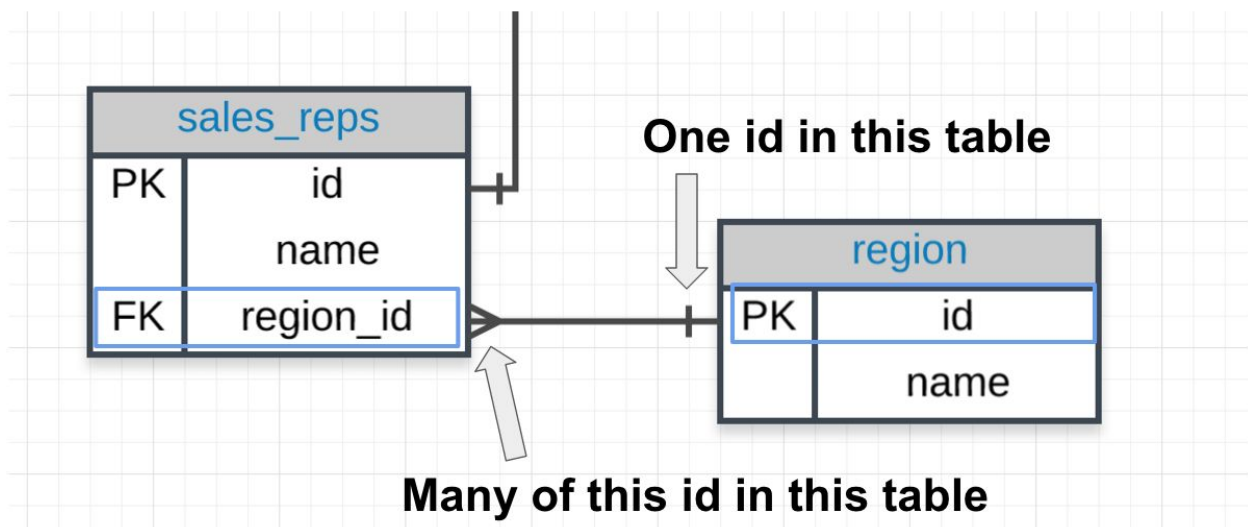 sales_reps
PK id
name
FK region_id
One id in this table
region
PK id
name
Many of this id in this table